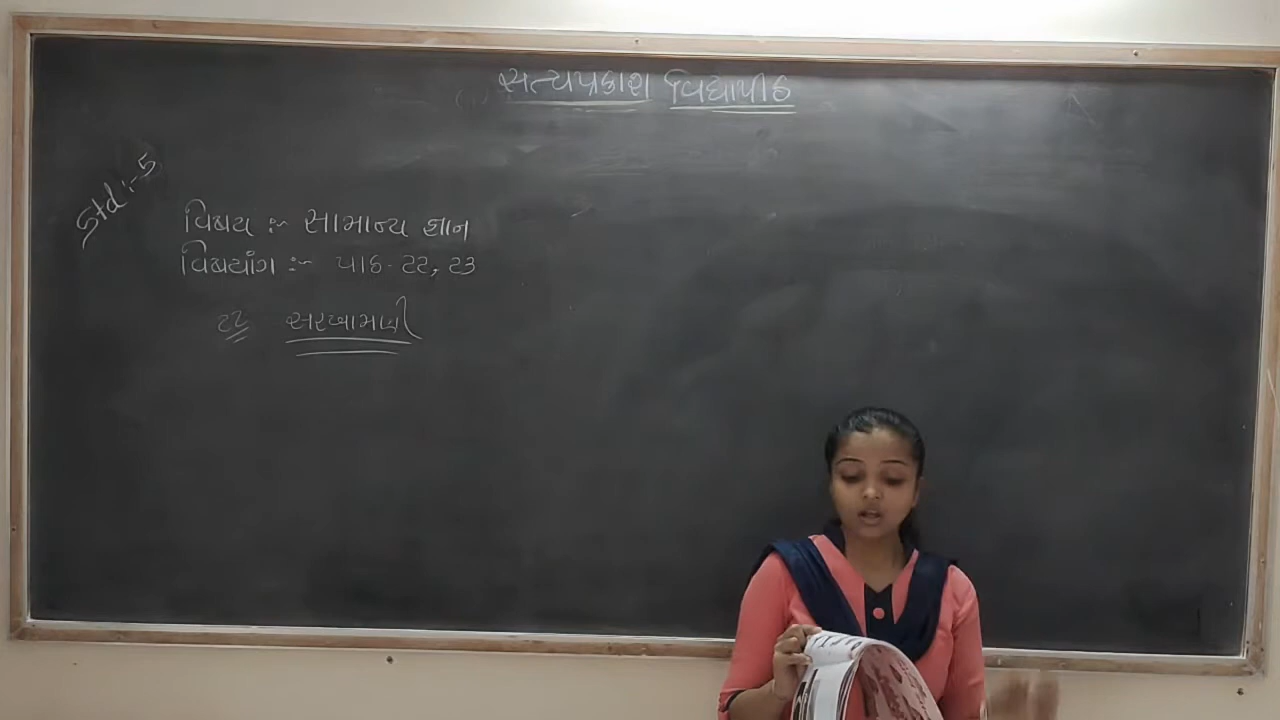 સત્યપ્રકાશ વિદ્યાપીઠ
Std :- 5
વિષય :- સામાન્ય જ્ઞાન
વિષયાંગ :- પાઠ - ૨૨, ૨૩
૨૨ સરખામણી